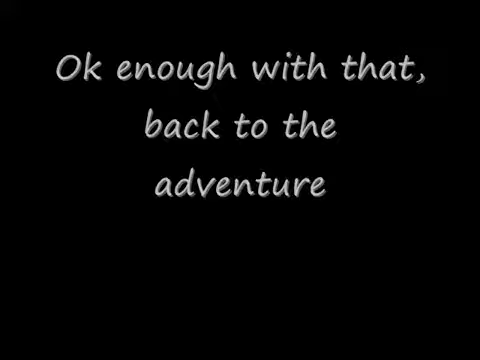 Ok enough with that,
back to the
adventure